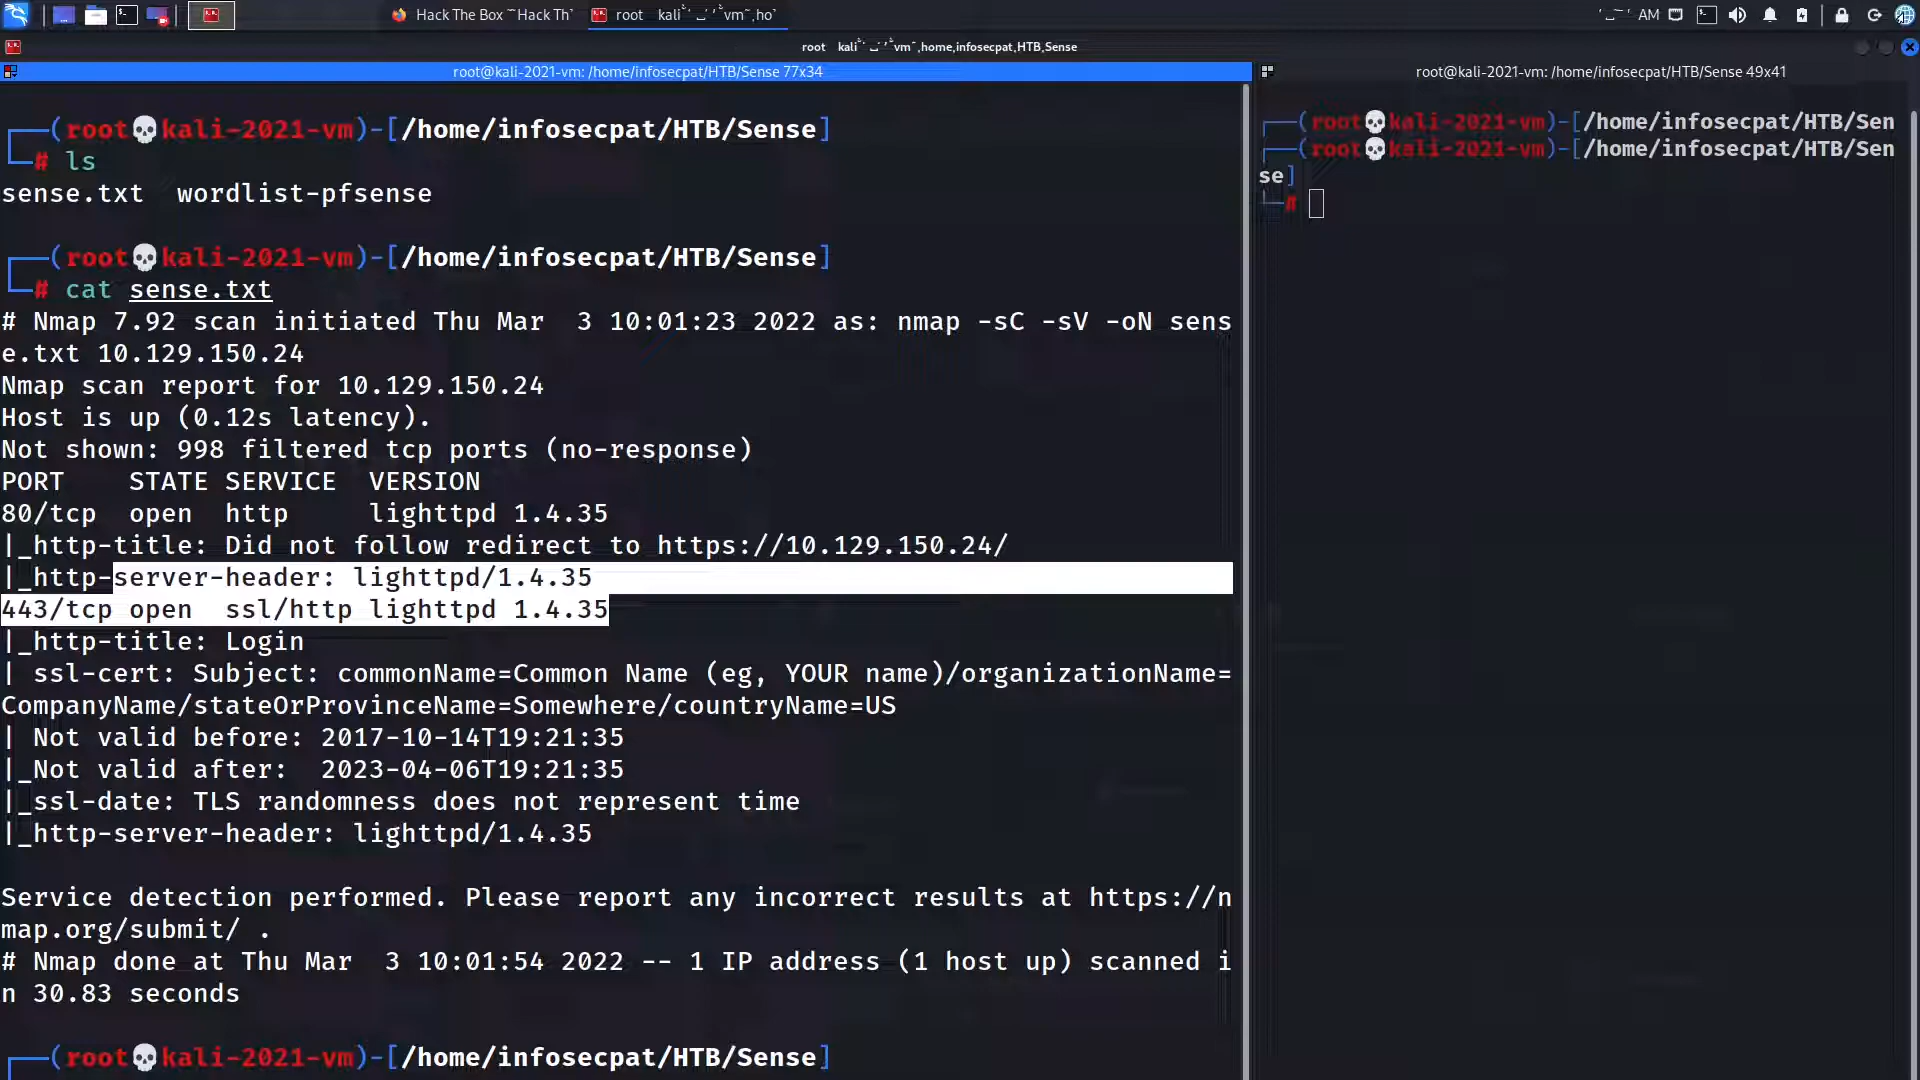 Hack The Box
Hack Th
root kali
vm
ho
AM
root kali
vm
,home,infosecpat,HTB,Sense
root@kali-2021-vm: /home/infosecpat/HTB/Sense 77x34
root@kali-2021-vm: /home/infosecpat/HTB/Sense 49x41
(root💀kali-2021-vm)-[/home/infosecpat/HTB/Sense]
# ls
sense.txt  wordlist-pfsense
(root💀kali-2021-vm)-[/home/infosecpat/HTB/Sense]
# cat sense.txt
# Nmap 7.92 scan initiated Thu Mar  3 10:01:23 2022 as: nmap -sC -sV -oN sens
e.txt 10.129.150.24
Nmap scan report for 10.129.150.24
Host is up (0.12s latency).
Not shown: 998 filtered tcp ports (no-response)
PORT    STATE SERVICE  VERSION
80/tcp  open  http     lighttpd 1.4.35
|_http-title: Did not follow redirect to https://10.129.150.24/
|_http-server-header: lighttpd/1.4.35
443/tcp open  ssl/http lighttpd 1.4.35
|_http-title: Login
| ssl-cert: Subject: commonName=Common Name (eg, YOUR name)/organizationName=
CompanyName/stateOrProvinceName=Somewhere/countryName=US
| Not valid before: 2017-10-14T19:21:35
|_Not valid after:  2023-04-06T19:21:35
|_ssl-date: TLS randomness does not represent time
|_http-server-header: lighttpd/1.4.35
Service detection performed. Please report any incorrect results at https://n
map.org/submit/ .
# Nmap done at Thu Mar  3 10:01:54 2022 -- 1 IP address (1 host up) scanned i
n 30.83 seconds
(root💀kali-2021-vm)-[/home/infosecpat/HTB/Sense]
(root💀kali-2021-vm)-[/home/infosecpat/HTB/Sen
(root💀kali-2021-vm)-[/home/infosecpat/HTB/Sen
se]
#